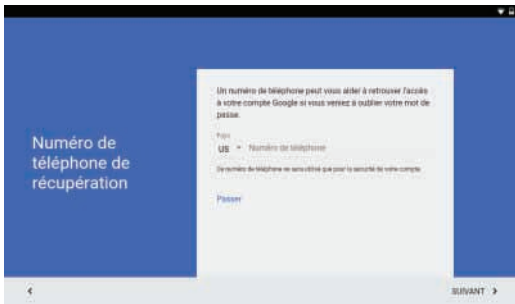 Numéro de
téléphone de
récupération
Un numéro de téléphone peut vous aider à retrouver l'accès
à votre compte Google si vous veniez à oublier votre mot de
passe.
Pays
US
Numéro de téléphone
Ce numéro de téléphone ne sera utilisé que pour la sécurité de votre compte.
Passer
SUIVANT